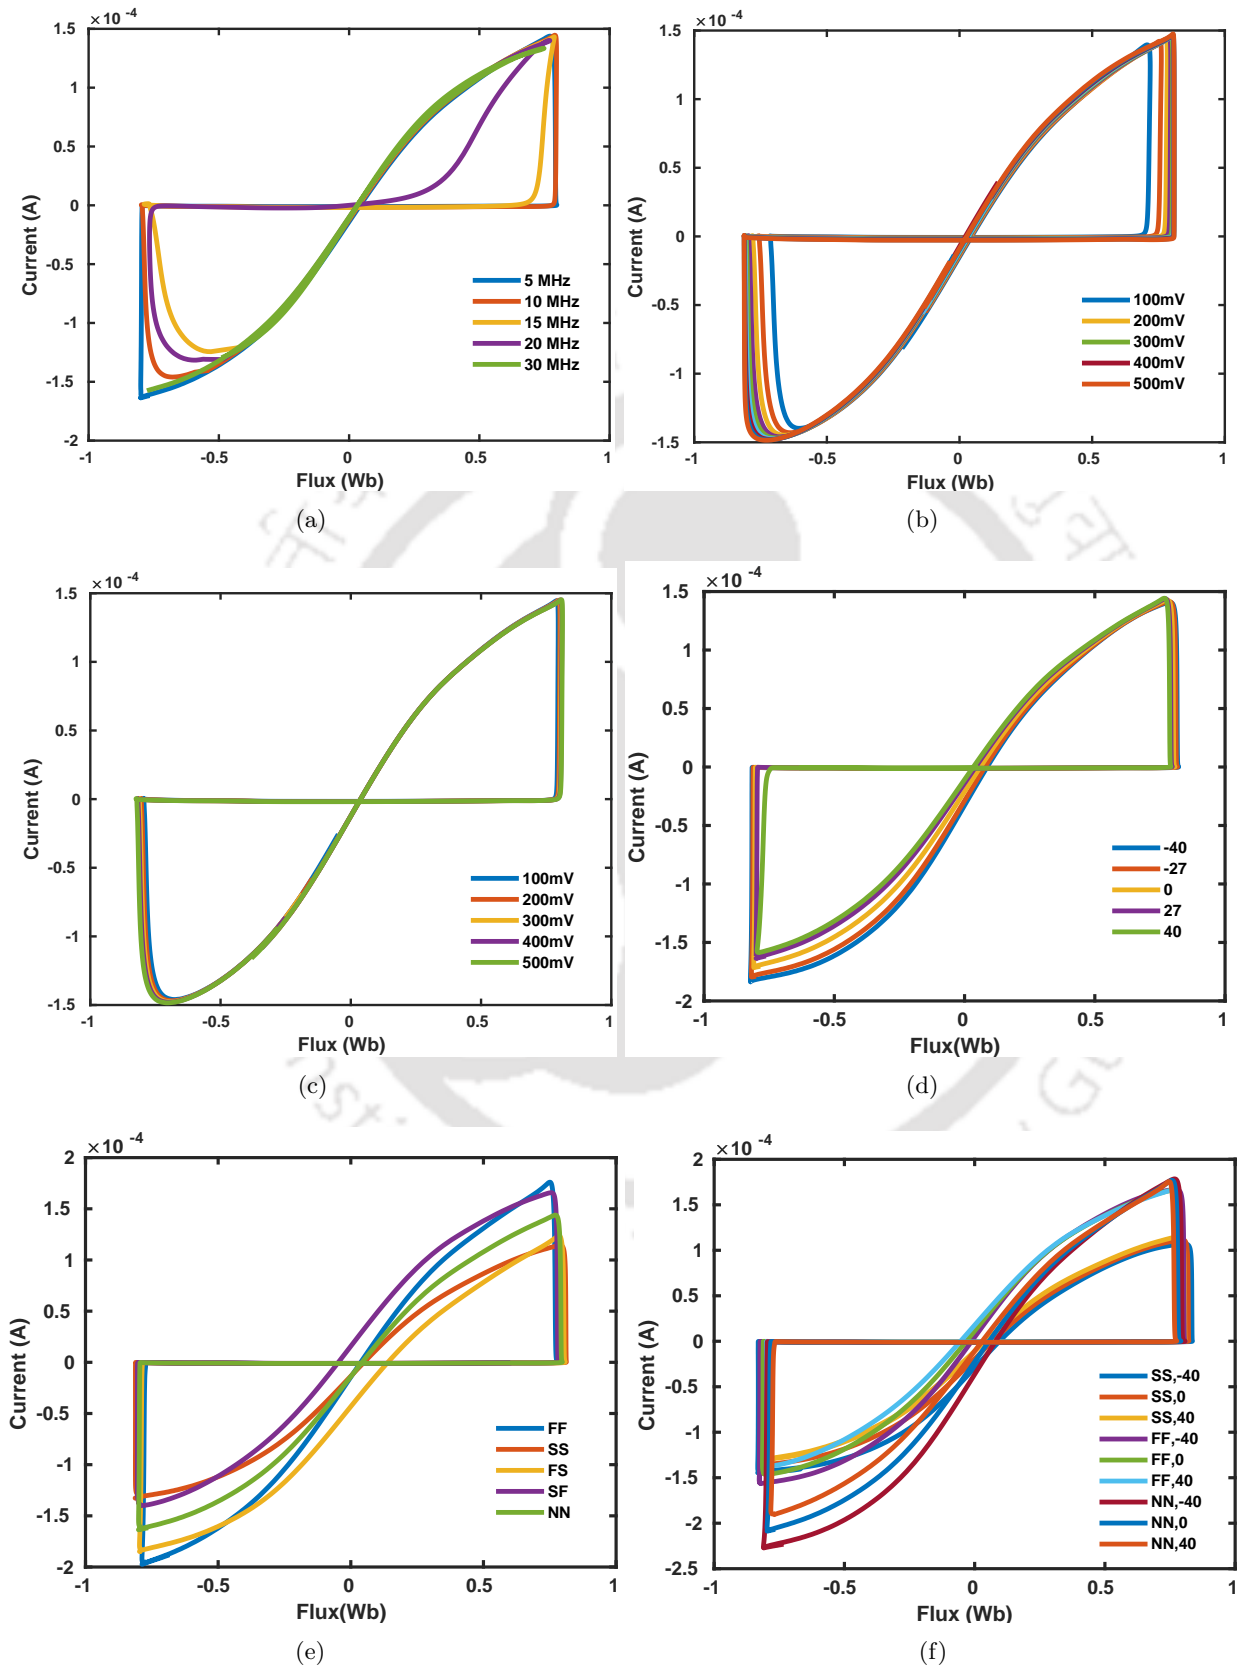 ×10 -4
1.5
1
0.5
0
-0.5
-1
-1.5
-2
-1
-0.5
0
0.5
1
Current (A)
Flux (Wb)
5 MHz
10 MHz
15 MHz
20 MHz
30 MHz
(a)
×10 -4
1.5
1
0.5
0
-0.5
-1
-1.5
-1
-0.5
0
0.5
1
Current (A)
Flux (Wb)
100mV
200mV
300mV
400mV
500mV
(b)
×10 -4
1.5
1
0.5
0
-0.5
-1
-1.5
-1
-0.5
0
0.5
1
Current (A)
Flux (Wb)
100mV
200mV
300mV
400mV
500mV
(c)
×10 -4
1.5
1
0.5
0
-0.5
-1
-1.5
-2
-1
-0.5
0
0.5
1
Current (A)
Flux(Wb)
-40
-27
0
27
40
(d)
×10 -4
2
1.5
1
0.5
0
-0.5
-1
-1.5
-2
-1
-0.5
0
0.5
1
Current (A)
Flux(Wb)
FF
SS
FS
SF
NN
(e)
×10 -4
2
1.5
1
0.5
0
-0.5
-1
-1.5
-2
-2.5
-1
-0.5
0
0.5
1
Current (A)
Flux (Wb)
SS,-40
SS,0
SS,40
FF,-40
FF,0
FF,40
NN,-40
NN,0
NN,40
(f)